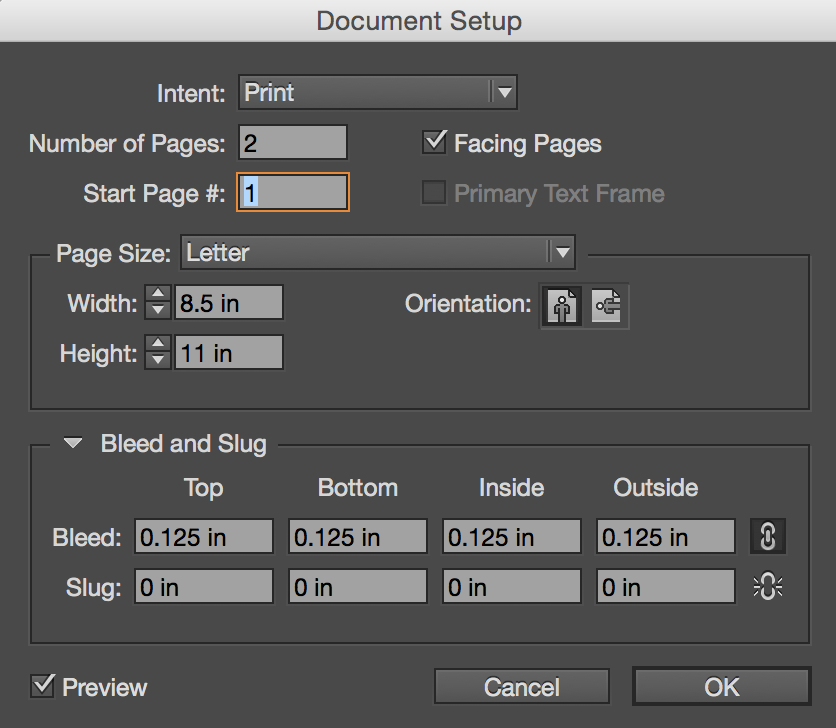 Document Setup
Intent: Print
Number of Pages: 2
Facing Pages
Start Page #: 1
Primary Text Frame
Page Size: Letter
Width: 8.5 in
Orientation:
Height: 11 in
Bleed and Slug
Top Bottom Inside Outside
Bleed: 0.125 in 0.125 in 0.125 in 0.125 in
Slug: 0 in 0 in 0 in 0 in
Preview
Cancel
OK